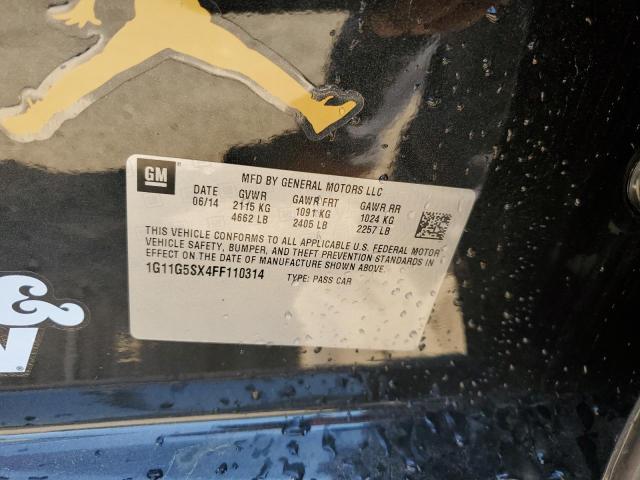 GM
MFD BY GENERAL MOTORS LLC
DATE GVWR GAWR FRT GAWR RR
06/14 2115 KG 1091 KG 1024 KG
4662 LB 2405 LB 2257 LB
THIS VEHICLE CONFORMS TO ALL APPLICABLE U.S. FEDERAL MOTOR
VEHICLE SAFETY, BUMPER, AND THEFT PREVENTION STANDARDS IN
EFFECT ON THE DATE OF MANUFACTURE SHOWN ABOVE.
1G11G5SX4FF110314 TYPE: PASS CAR
&